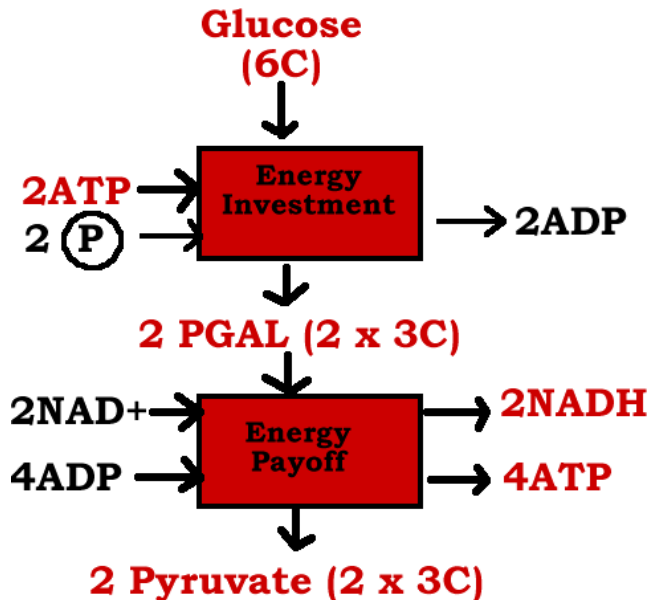 Glucose
(6C)
Energy
Investment
2ATP
2 P
2ADP
2 PGAL (2 x 3C)
2NAD+
2NADH
Energy
Payoff
4ADP
4ATP
2 Pyruvate (2 x 3C)